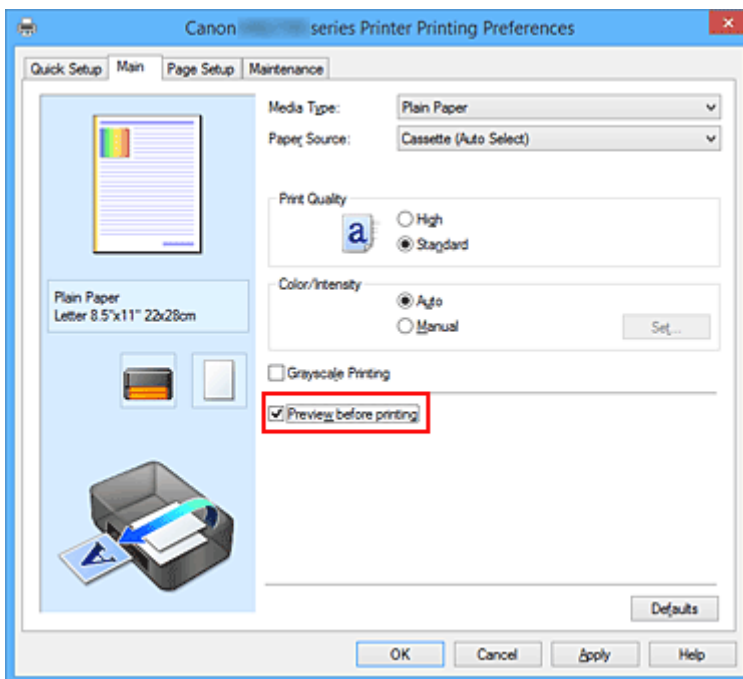 Canon series Printer Printing Preferences
Quick Setup Main Page Setup Maintenance
Media Type: Plain Paper
Paper Source: Cassette (Auto Select)
Print Quality
High
Standard
Color/Intensity
Auto
Manual
Set...
Plain Paper
Letter 8.5"x11" 22x28cm
Grayscale Printing
Preview before printing
Defaults
OK Cancel Apply Help